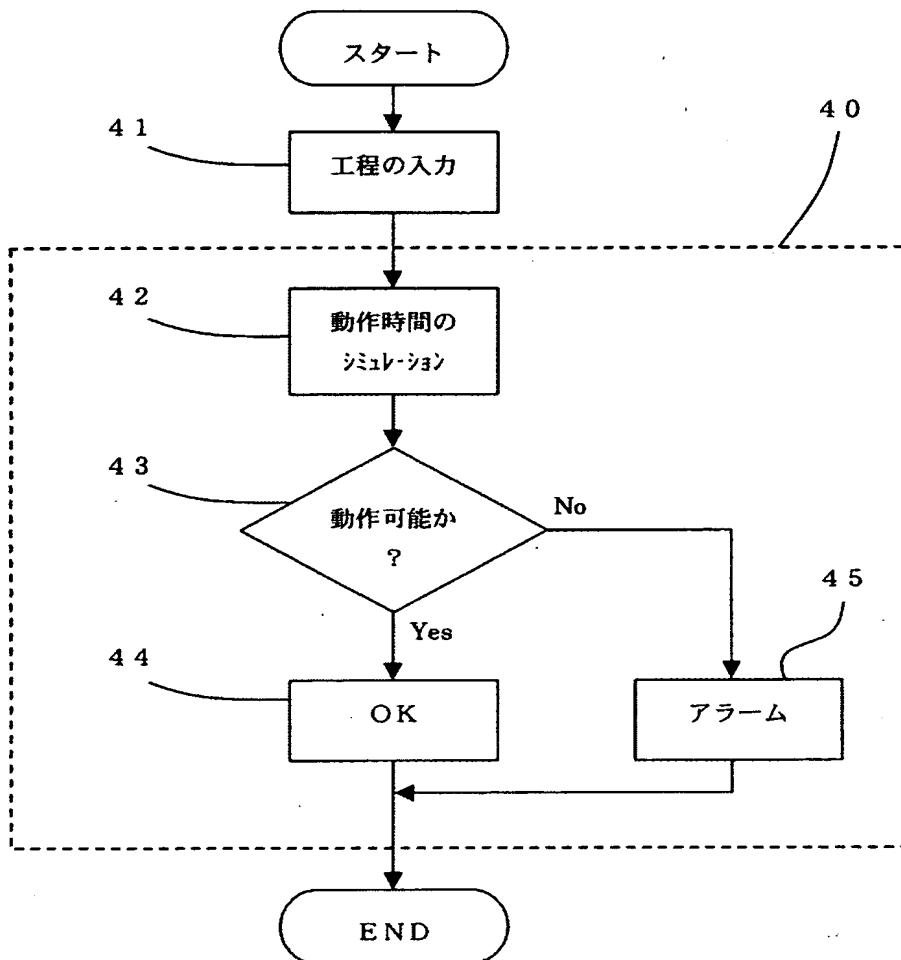 スタート
４１
４０
工程の入力
４２
動作時間の
ｼﾐｭﾚｰｼｮﾝ
４３
動作可能か
？
No
Yes
４５
４４
ＯＫ
アラーム
ＥＮＤ